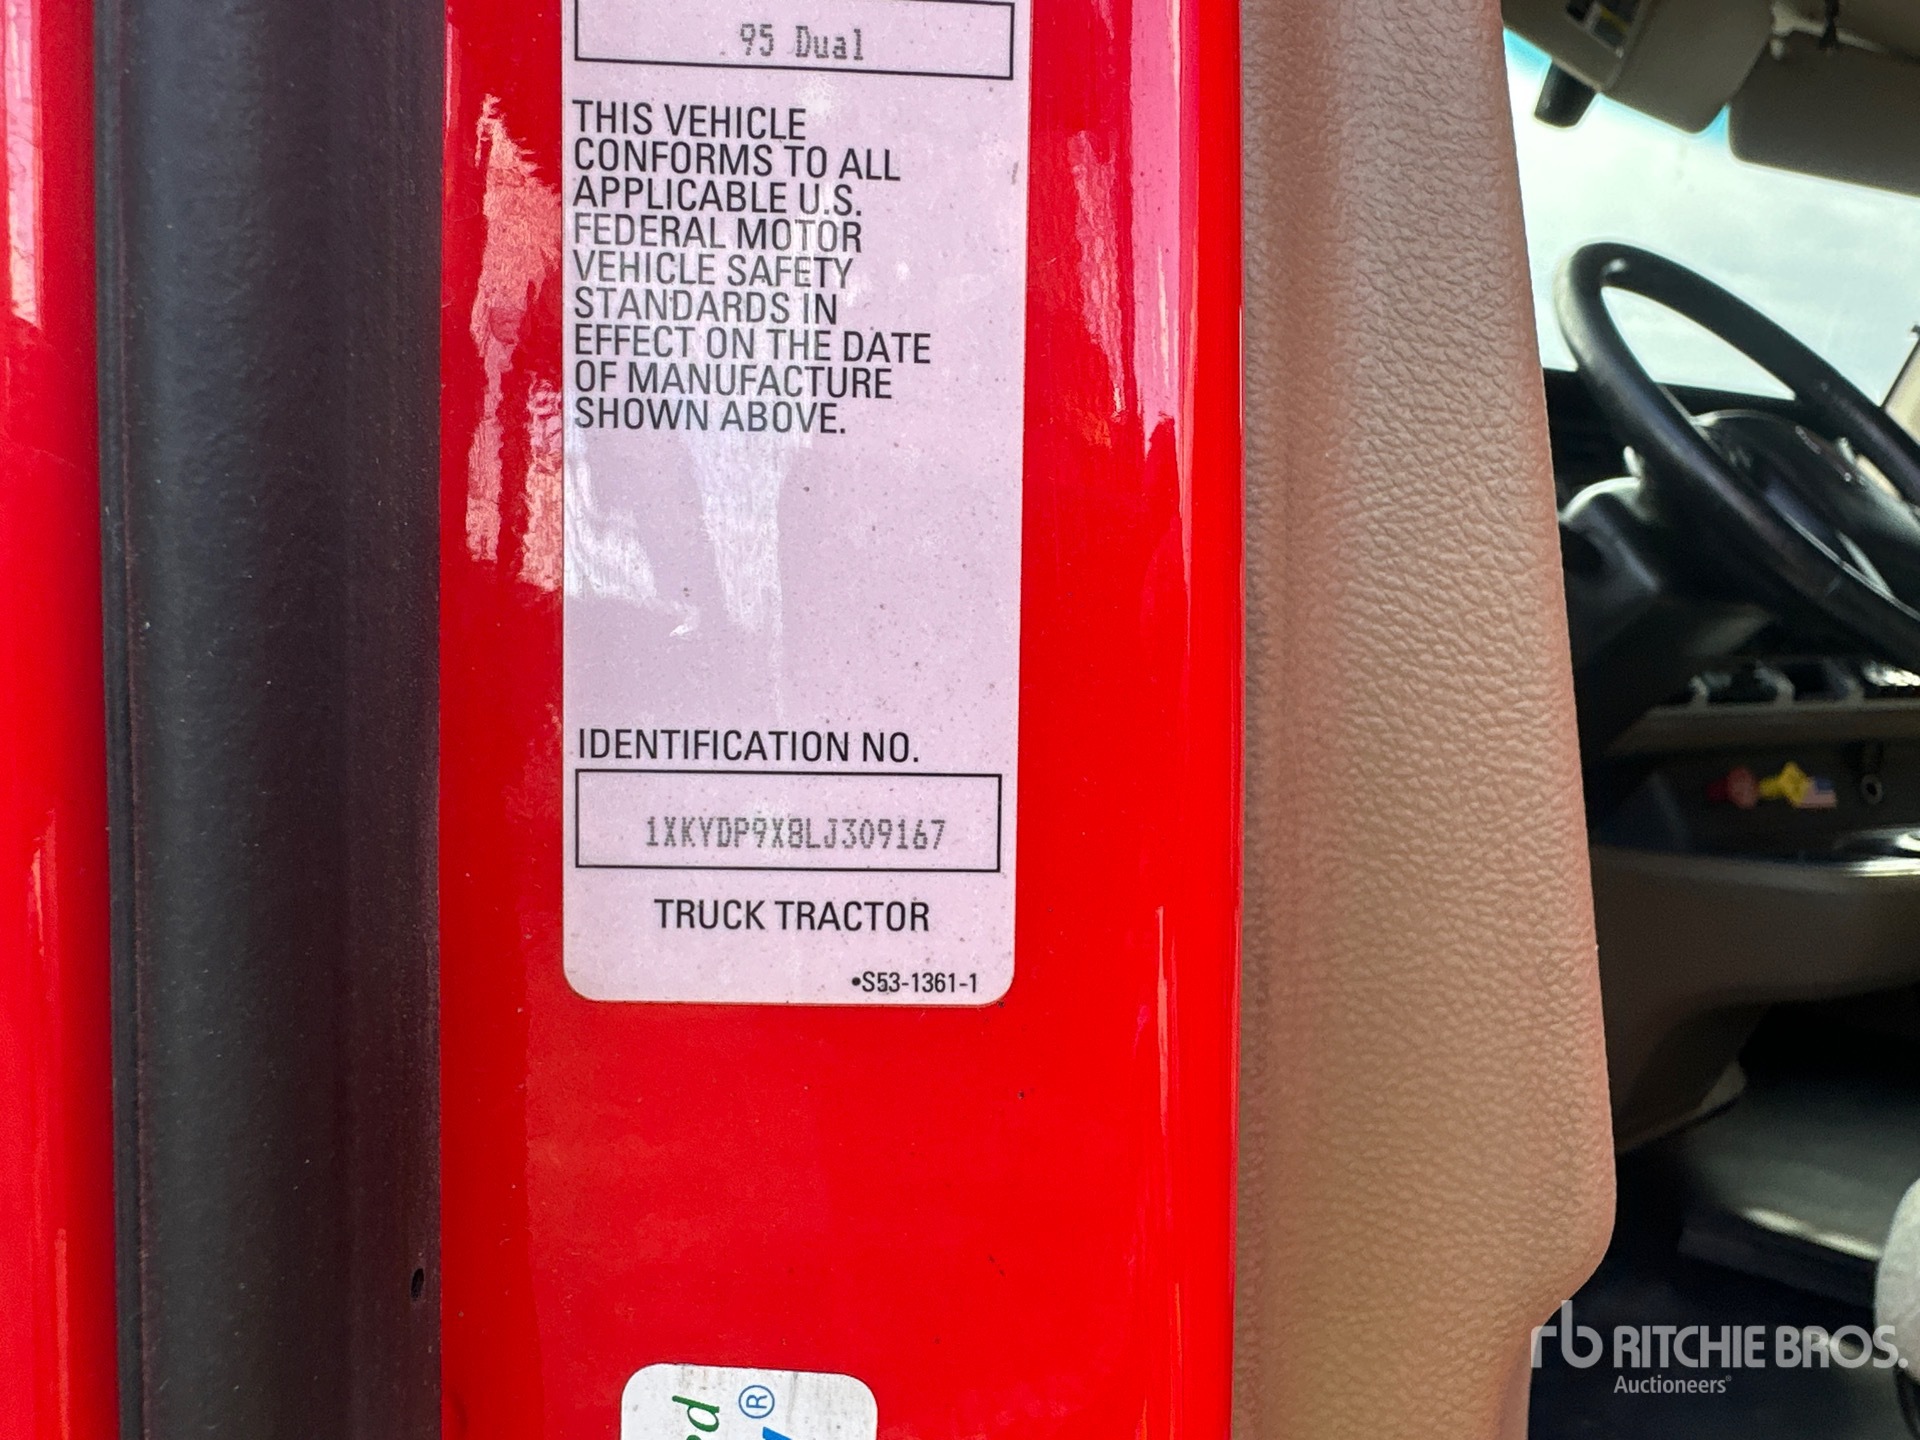 95 Dual
THIS VEHICLE
CONFORMS TO ALL
APPLICABLE U.S.
FEDERAL MOTOR
VEHICLE SAFETY
STANDARDS IN
EFFECT ON THE DATE
OF MANUFACTURE
SHOWN ABOVE.
IDENTIFICATION NO.
1XKYDP9X8LJ309167
TRUCK TRACTOR
•S53-1361-1
rb RITCHIE BROS.
Auctioneers®